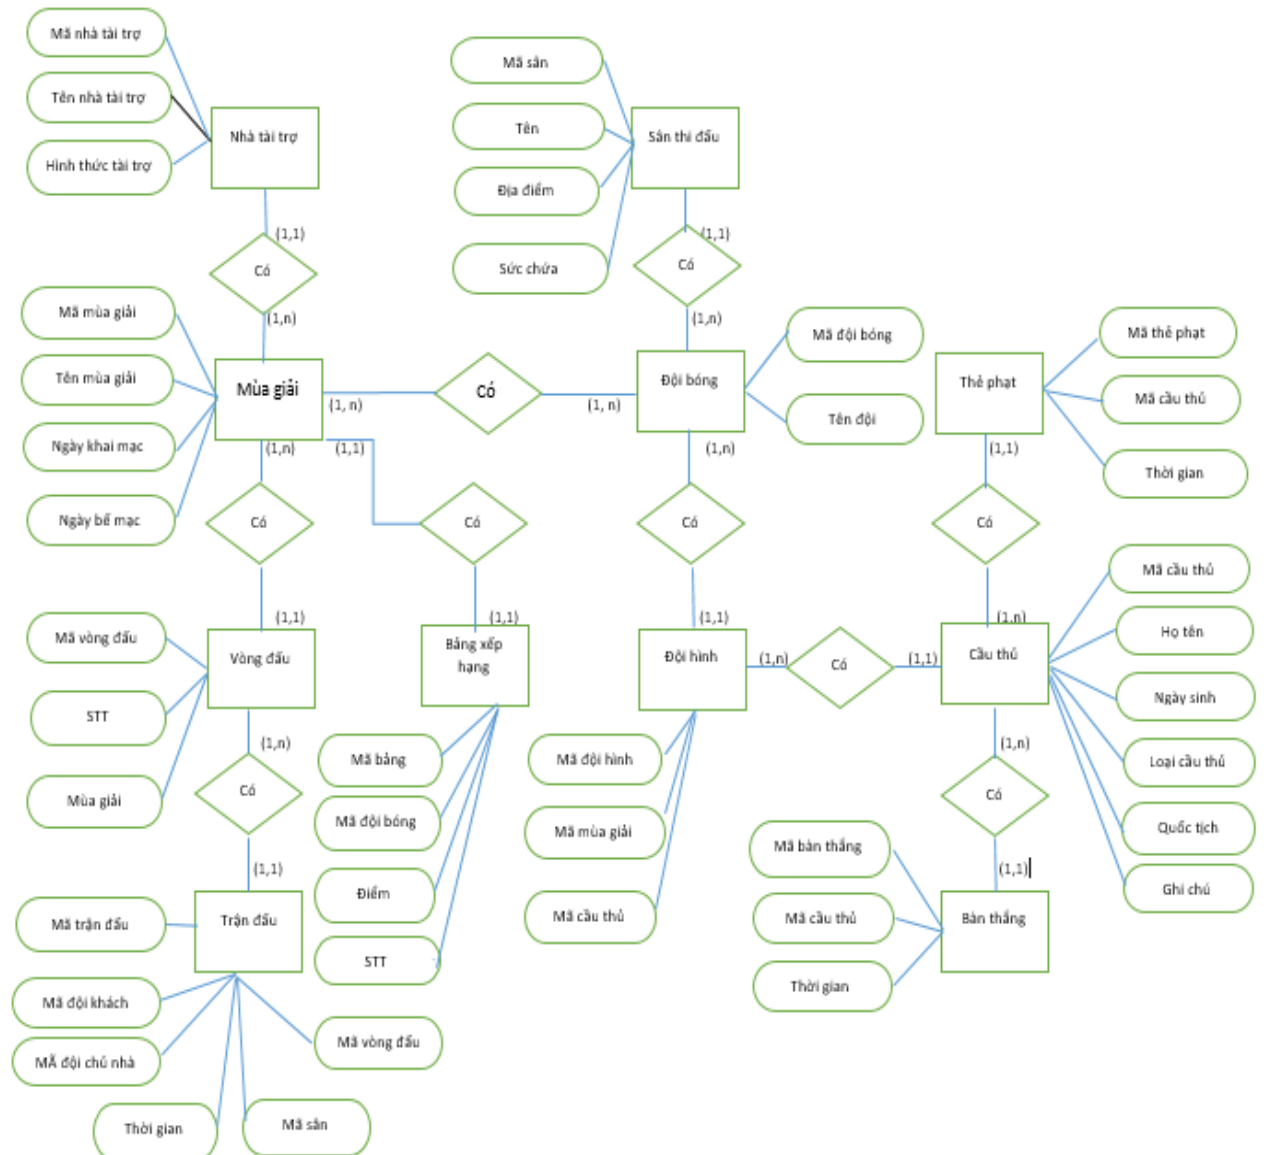 Mã nhà tài trợ
Tên nhà tài trợ
Hình thức tài trợ
Nhà tài trợ
(1,1)
Có
(1,n)
Mã sân
Tên
Địa điểm
Sức chứa
Sân thi đấu
(1,1)
Có
(1,n)
Mã mùa giải
Tên mùa giải
Ngày khai mạc
Ngày bế mạc
Mùa giải
(1, n)
Có
(1, n)
Đội bóng
Mã đội bóng
Tên đội
Thẻ phạt
Mã thẻ phạt
Mã cầu thủ
Thời gian
(1,n)
(1,1)
(1,n)
(1,1)
Có
Có
Có
Có
(1,1)
(1,1)
(1,1)
(1,n)
Mã vòng đấu
STT
Mùa giải
Vòng đấu
Bảng xếp
hạng
Đội hình
(1,n)
Có
(1,1)
Cầu thủ
Mã cầu thủ
Họ tên
Ngày sinh
Loại cầu thủ
Quốc tịch
Ghi chú
(1,n)
Có
(1,1)
Mã bảng
Mã đội bóng
Điểm
STT
Mã đội hình
Mã mùa giải
Mã cầu thủ
(1,n)
Có
(1,1)
Mã bàn thắng
Mã cầu thủ
Thời gian
Bàn thắng
Trận đấu
Mã trận đấu
Mã đội khách
MÃ đội chủ nhà
Thời gian
Mã sân
Mã vòng đấu